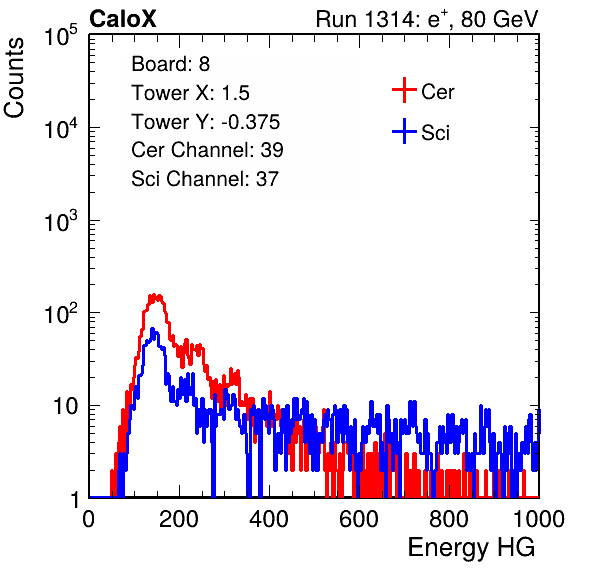 CaloX Run 1314: e⁺, 80 GeV
Counts
10⁵
10⁴
10³
10²
10
1
Board: 8
Tower X: 1.5
Tower Y: -0.375
Cer Channel: 39
Sci Channel: 37
Cer
Sci
0 200 400 600 800 1000
Energy HG